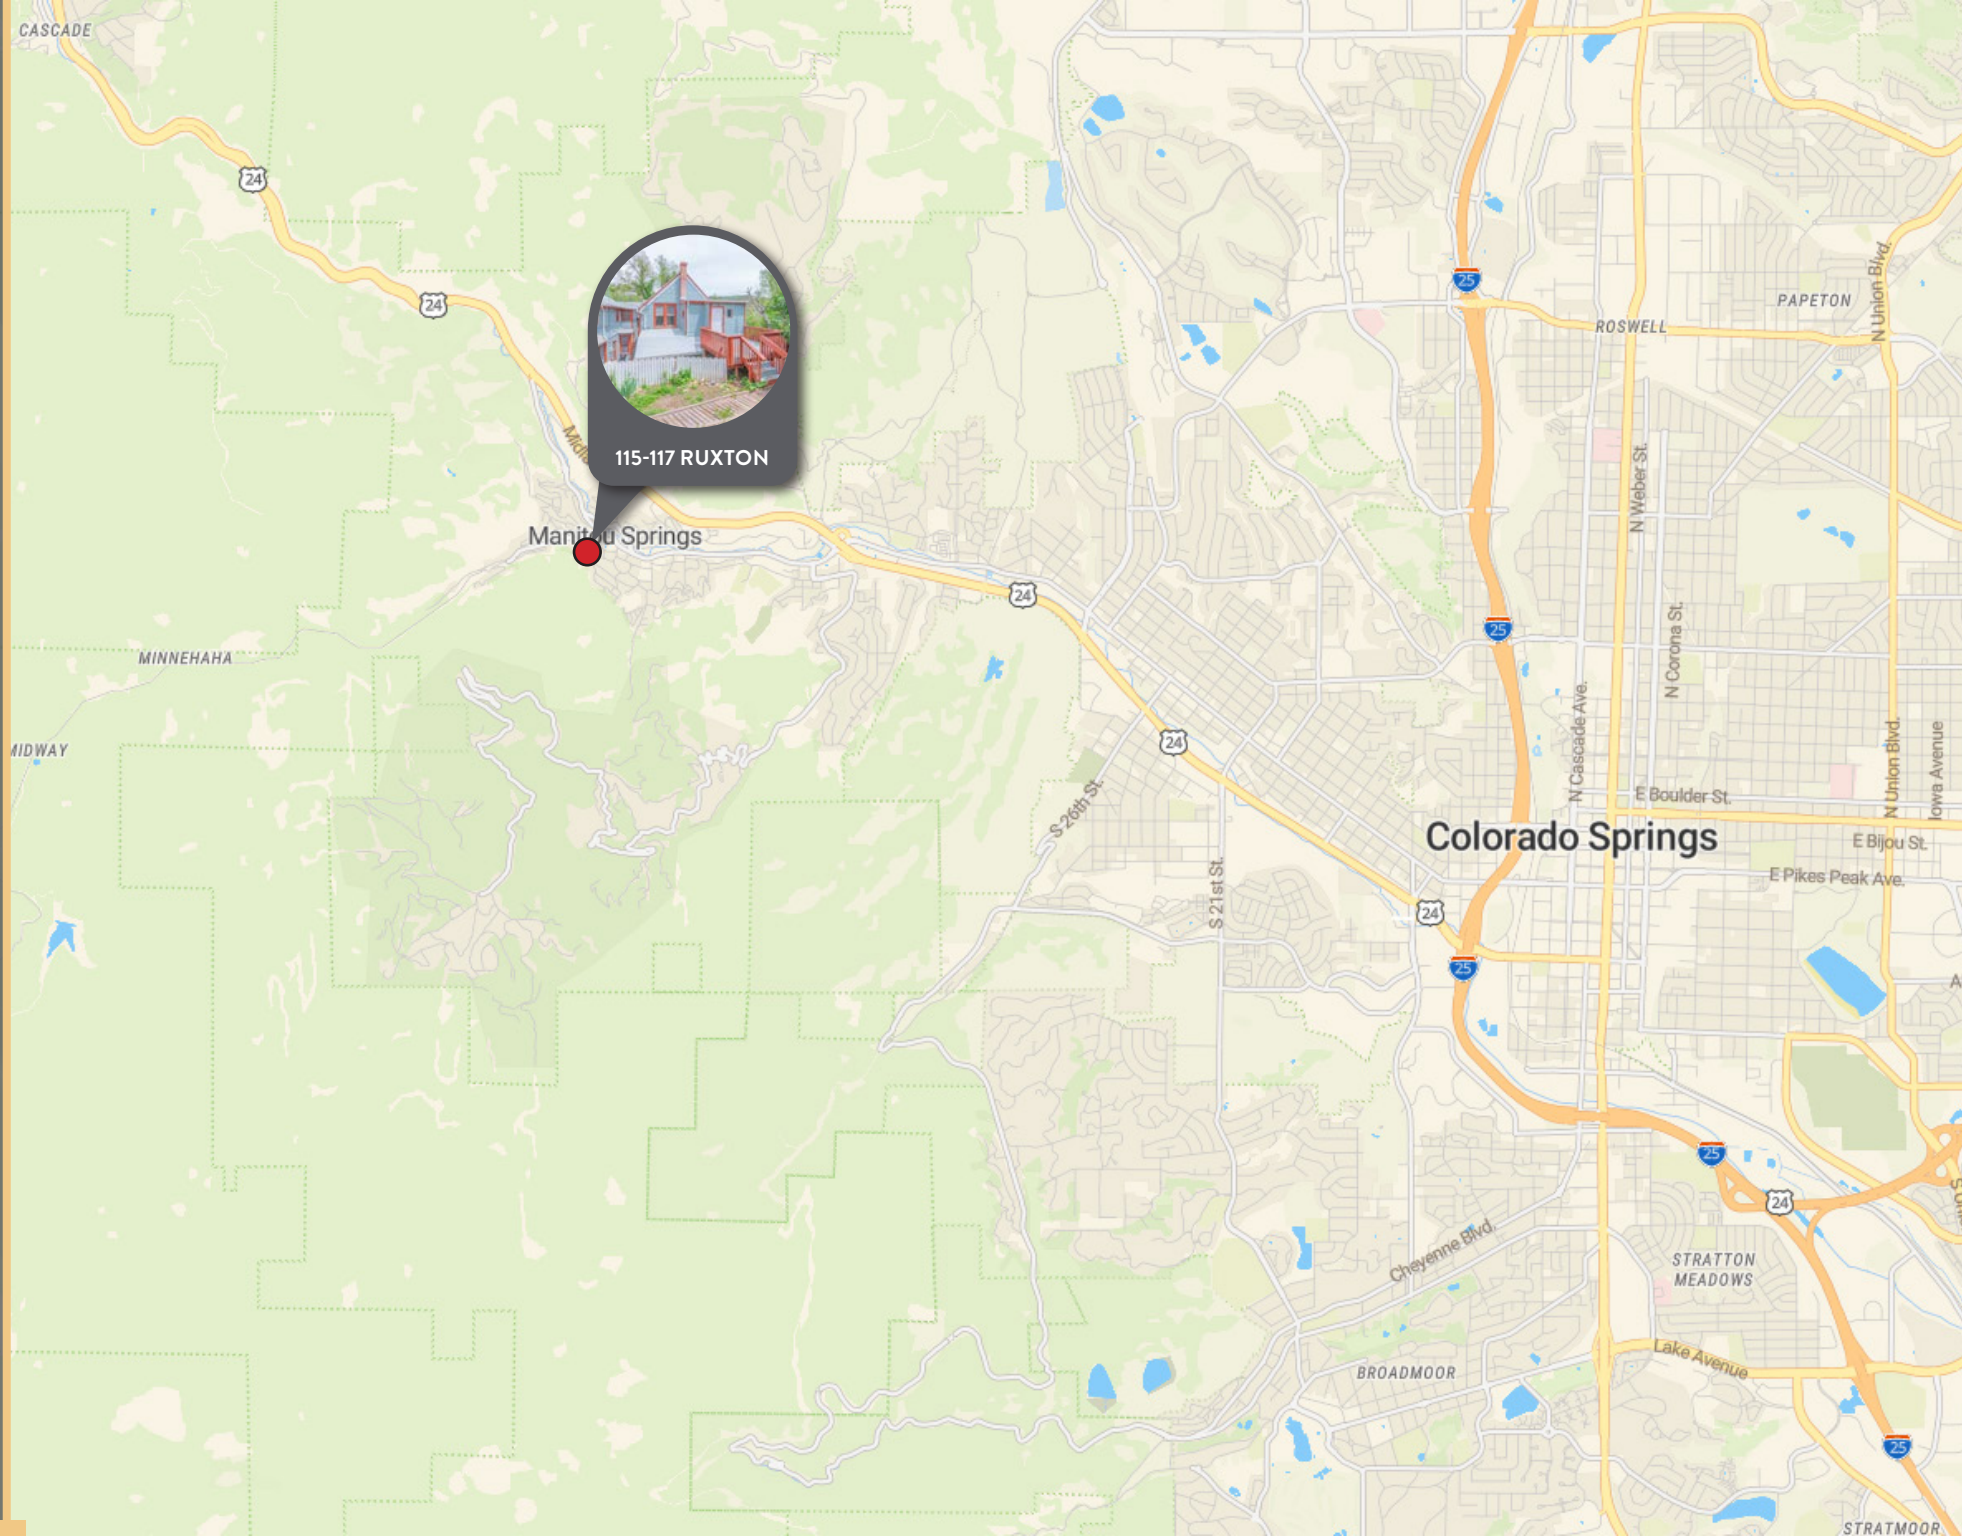 CASCADE
24
24
25
PAPETON
N Union Blvd.
ROSWELL
115-117 RUXTON
N Weber St.
Manitou Springs
24
25
N Corona St.
MINNEHAHA
MIDWAY
24
N Cascade Ave.
N Union Blvd.
Iowa Avenue
E Boulder St.
S 26th St.
Colorado Springs
E Bijou St.
E Pikes Peak Ave.
S 21st St.
24
25
25
24
Cheyenne Blvd.
STRATTON
MEADOWS
Lake Avenue
BROADMOOR
25
STRATMOOR